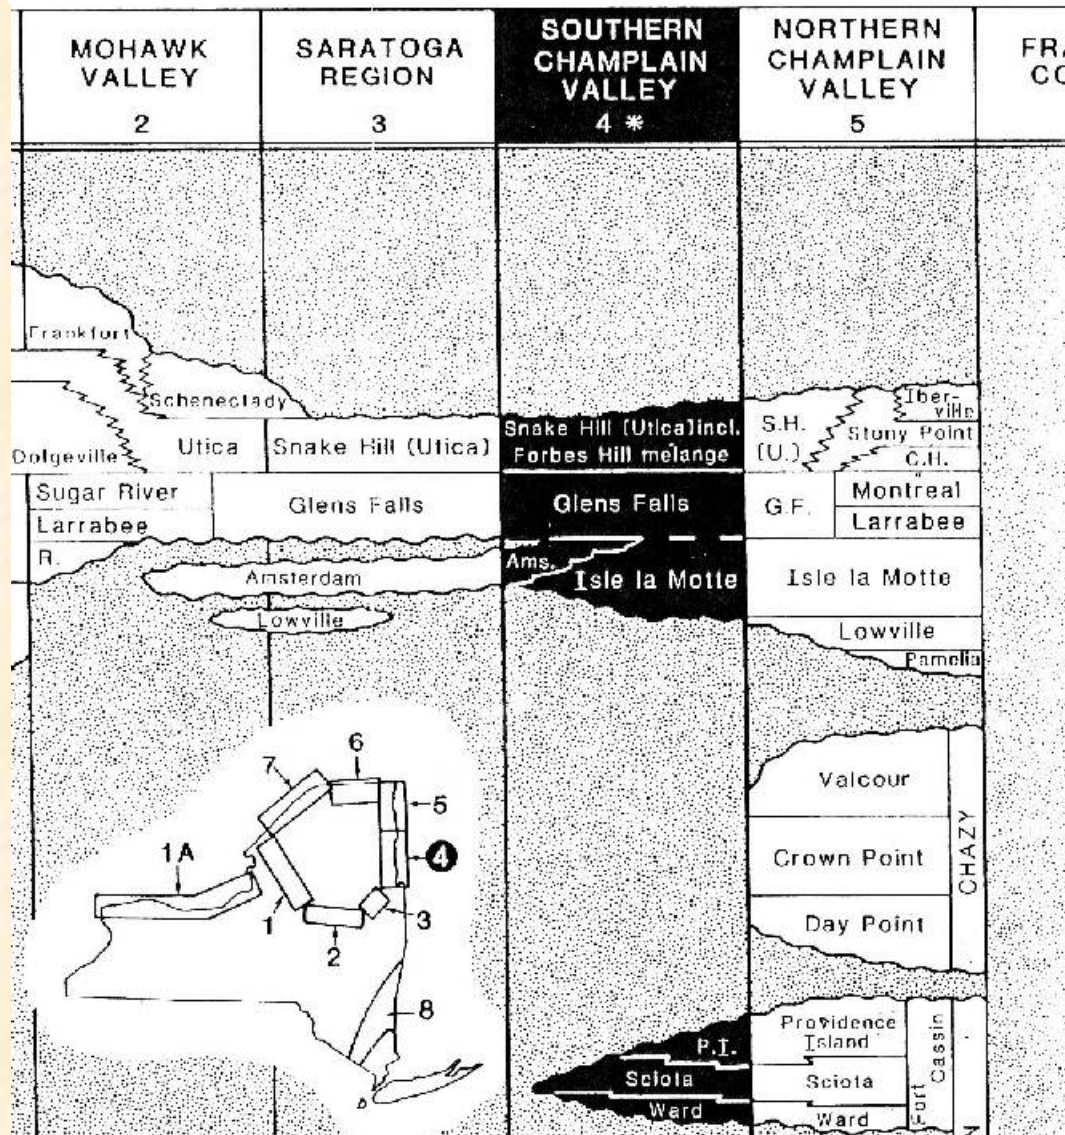 MOHAWK
VALLEY
2
SARATOGA
REGION
3
SOUTHERN
CHAMPLAIN
VALLEY
4 *
NORTHERN
CHAMPLAIN
VALLEY
5
FRA
CO
Frankfort
Schenectady
Dolgeville
Utica
Snake Hill (Utica)
Snake Hill (Utica)incl.
Forbes Hill mélange
S.H.
(U.)
Iber-
ville
Stony Point
C.H.
Sugar River
Larrabee
R.
Glens Falls
Glens Falls
G.F.
Montreal
Larrabee
Amsterdam
Ams.
Isle la Motte
Isle la Motte
Lowville
Lowville
Pamelia
Valcour
Crown Point
Day Point
CHAZY
7
6
5
4
1A
1
2
3
8
P.I.
Sciota
Ward
Providence
Island
Sciota
Ward
Fort
Cassin